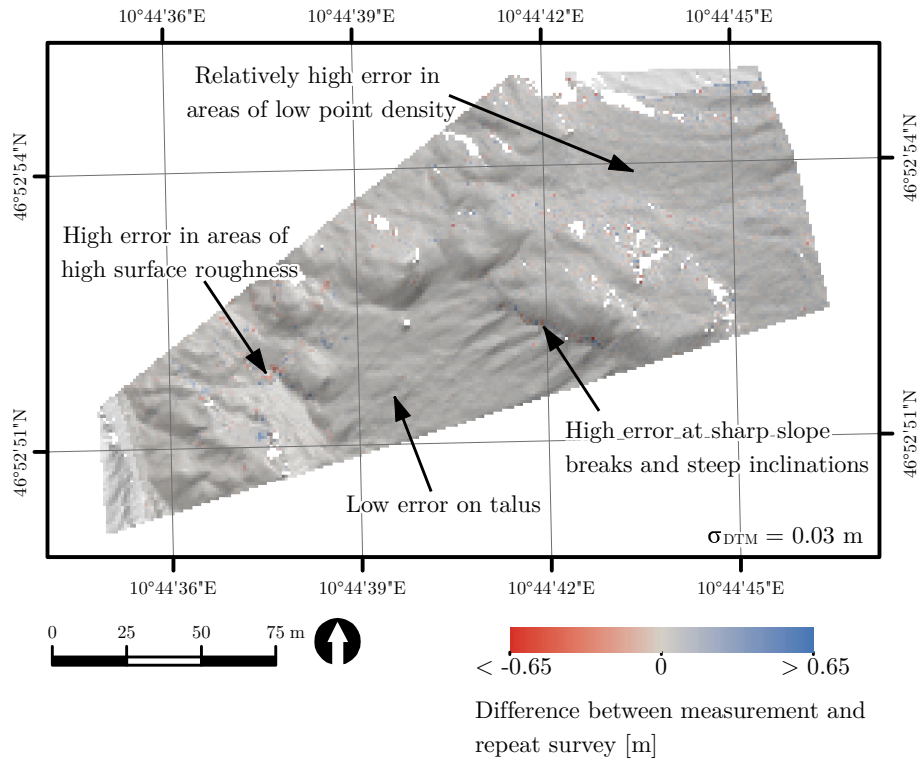 10°44'36"E 10°44'39"E 10°44'42"E 10°44'45"E
Relatively high error in
areas of low point density
46°52'54"N
46°52'54"N
High error in areas of
high surface roughness
46°52'51"N
46°52'51"N
High error at sharp slope
breaks and steep inclinations
Low error on talus
σDTM = 0.03 m
10°44'36"E 10°44'39"E 10°44'42"E 10°44'45"E
0 25 50 75 m
< -0.65 0 > 0.65
Difference between measurement and
repeat survey [m]